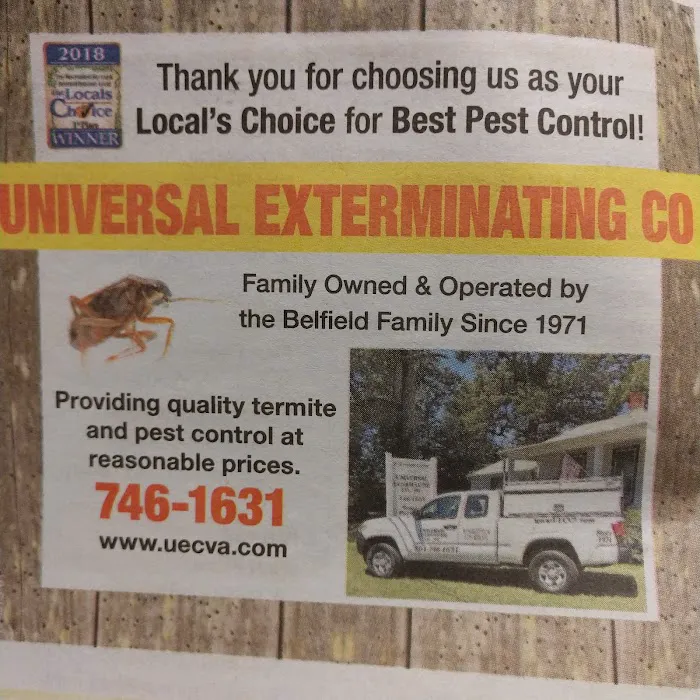 2018
Locals
Choice
WINNER
Thank you for choosing us as your
Local's Choice for Best Pest Control!
UNIVERSAL EXTERMINATING CO
Family Owned & Operated by
the Belfield Family Since 1971
Providing quality termite
and pest control at
reasonable prices.
746-1631
www.uecva.com
UNIVERSAL